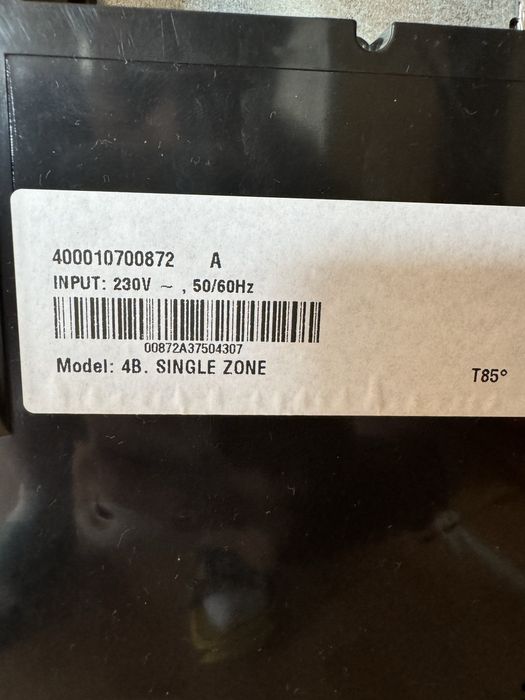 400010700872 A
INPUT: 230V ~ , 50/60Hz
00872A37504307
Model: 4B. SINGLE ZONE
T85°